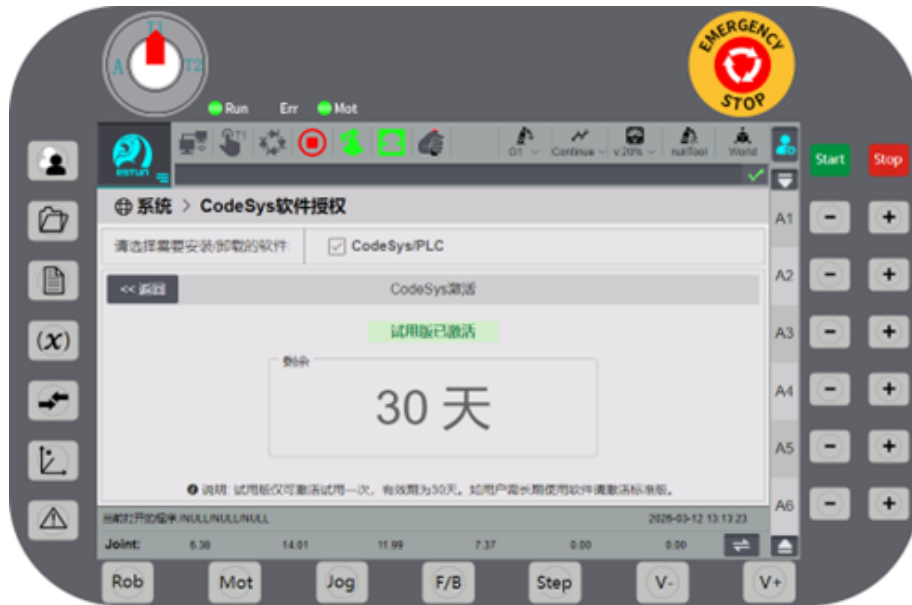 T1
A T2
EMERGENCY
STOP
Run Err Mot
T1
ESTUN
G1 Continue v:20% nullTool World
Start Stop
系统 > CodeSys软件授权
请选择需要安装/卸载的软件: CodeSys/PLC
<< 返回 CodeSys激活
试用版已激活
剩余
30 天
说明: 试用版仅可激活试用一次，有效期为30天。如用户需长期使用软件请激活标准版。
当前打开的程序/NULL/NULL/NULL 2026-03-12 13:13:23
Joint: 6.38 14.01 11.99 7.37 0.00 0.00
A1 - +
A2 - +
A3 - +
A4 - +
A5 - +
A6 - +
(x)
Rob Mot Jog F/B Step V- V+